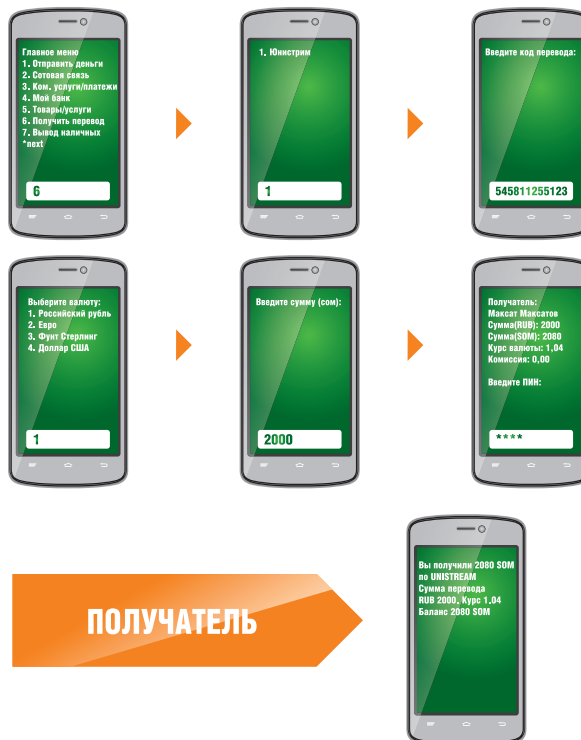 Главное меню
1. Отправить деньги
2. Сотовая связь
3. Ком. услуги/платежи
4. Мой банк
5. Товары/услуги
6. Получить перевод
7. Вывод наличных
*next
6
1. Юнистрим
1
Введите код перевода:
545811255123
Выберите валюту:
1. Российский рубль
2. Евро
3. Фунт Стерлинг
4. Доллар США
1
Введите сумму (сом):
2000
Получатель:
Максат Максатов
Сумма(RUB): 2000
Сумма(SOM): 2080
Курс валюты: 1,04
Комиссия: 0,00
Введите ПИН:
****
ПОЛУЧАТЕЛЬ
Вы получили 2080 SOM
по UNISTREAM
Сумма перевода
RUB 2000, Курс 1,04
Баланс 2080 SOM